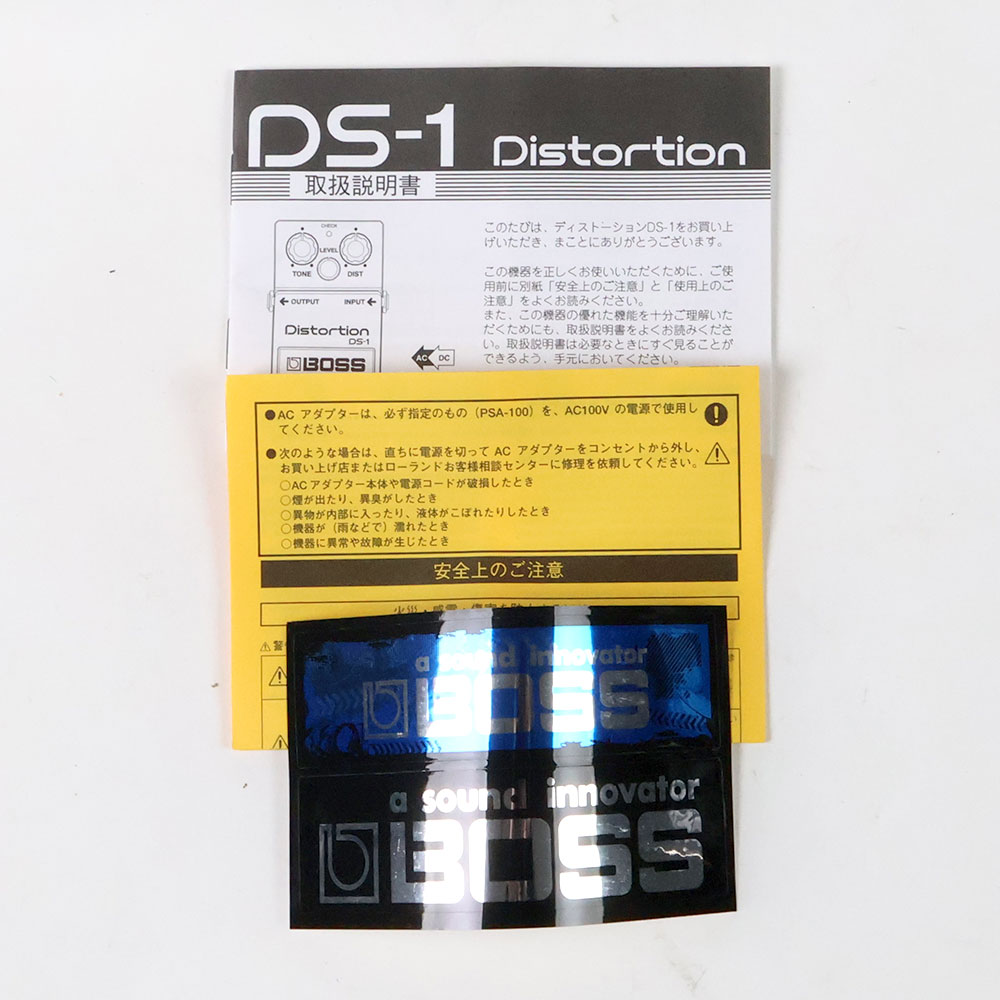 DS-1 Distortion
取扱説明書
CHECK
LEVEL
TONE DIST
← OUTPUT INPUT ←
Distortion
DS-1
BOSS
AC DC
このたびは、ディストーションDS-1をお買い上
げいただき、まことにありがとうございます。
この機器を正しくお使いいただくために、ご使
用前に別紙「安全上のご注意」と「使用上のご
注意」をよくお読みください。
また、この機器の優れた機能を十分ご理解いた
だくためにも、取扱説明書をよくお読みくださ
い。取扱説明書は必要なときにすぐ見ることが
できるよう、手元においてください。
●AC アダプターは、必ず指定のもの（PSA-100）を、AC100V の電源で使用し
てください。
●次のような場合は、直ちに電源を切って AC アダプターをコンセントから外し、
お買い上げ店またはローランドお客様相談センターに修理を依頼してください。
○AC アダプター本体や電源コードが破損したとき
○煙が出たり、異臭がしたとき
○異物が内部に入ったり、液体がこぼれたりしたとき
○機器が（雨などで）濡れたとき
○機器に異常や故障が生じたとき
安全上のご注意
a sound innovator
BOSS
a sound innovator
BOSS